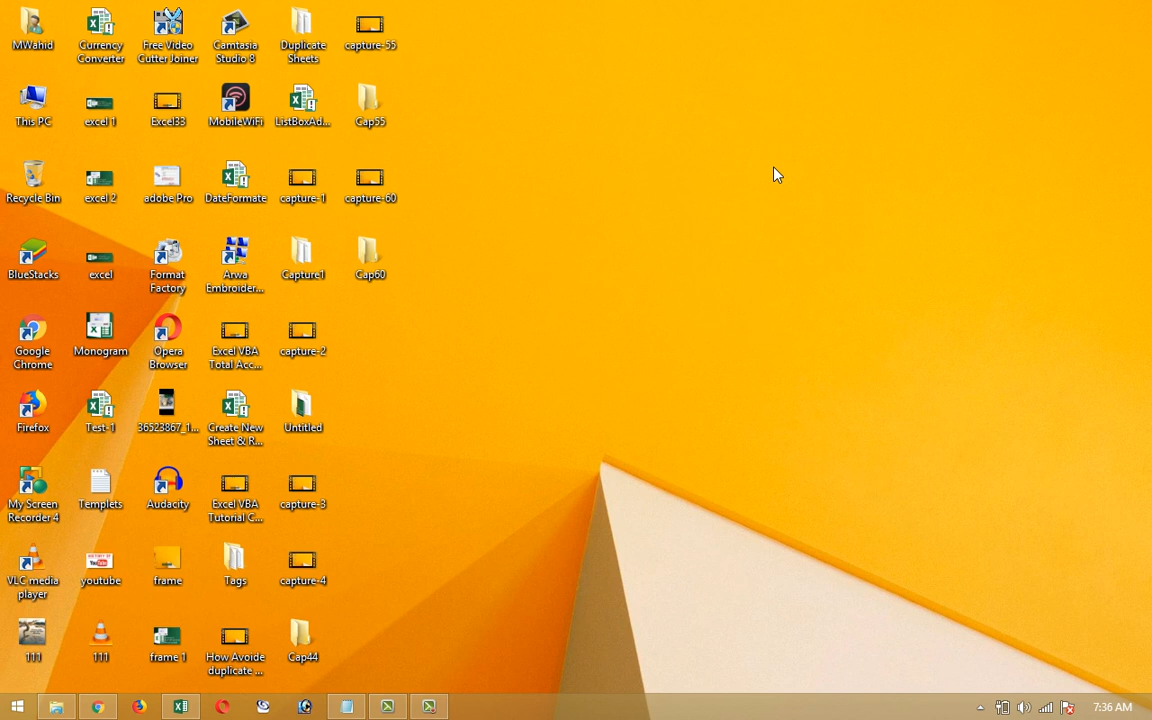 MWahid
Currency
Converter
Free Video
Cutter Joiner
Camtasia
Studio 8
Duplicate
Sheets
capture-55
This PC
excel 1
Excel33
MobileWiFi
ListBoxAd...
Cap55
Recycle Bin
excel 2
adobe Pro
DateFormate
capture-1
capture-60
BlueStacks
excel
Format
Factory
Arwa
Embroider...
Capture1
Cap60
Google
Chrome
Monogram
Opera
Browser
Excel VBA
Total Acc...
capture-2
Firefox
Test-1
36523867_1...
Create New
Sheet & R...
Untitled
My Screen
Recorder 4
Templets
Audacity
Excel VBA
Tutorial C...
capture-3
VLC media
player
youtube
frame
Tags
capture-4
111
111
frame 1
How Avoide
duplicate ...
Cap44
7:36 AM